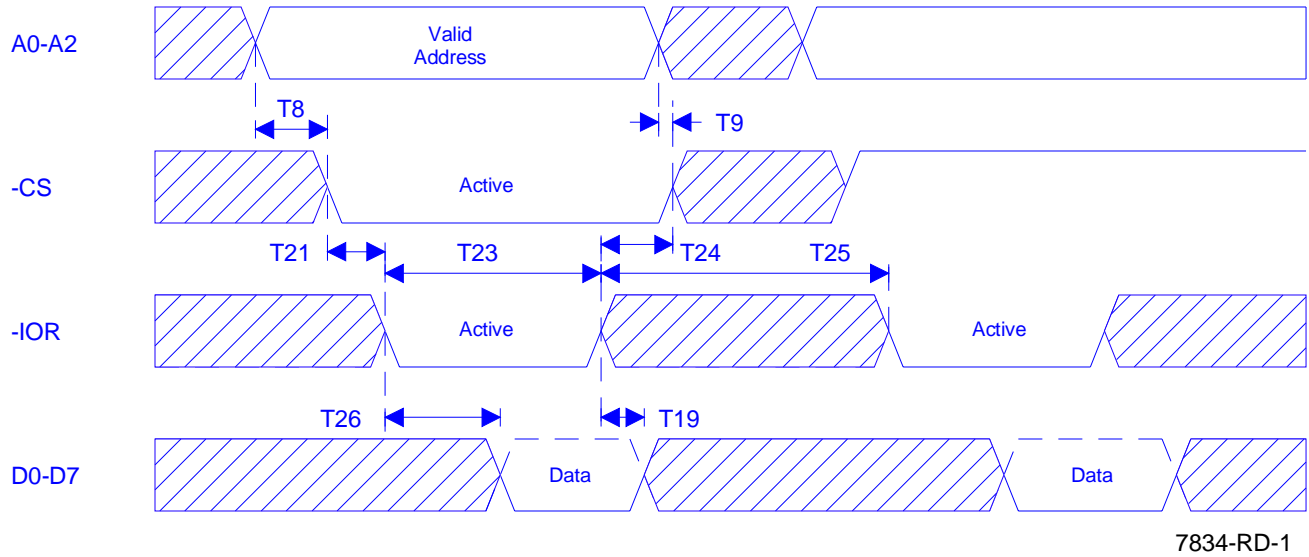 A0-A2
Valid
Address
T8
T9
-CS
Active
T21
T23
T24
T25
-IOR
Active
Active
T26
T19
D0-D7
Data
Data
7834-RD-1